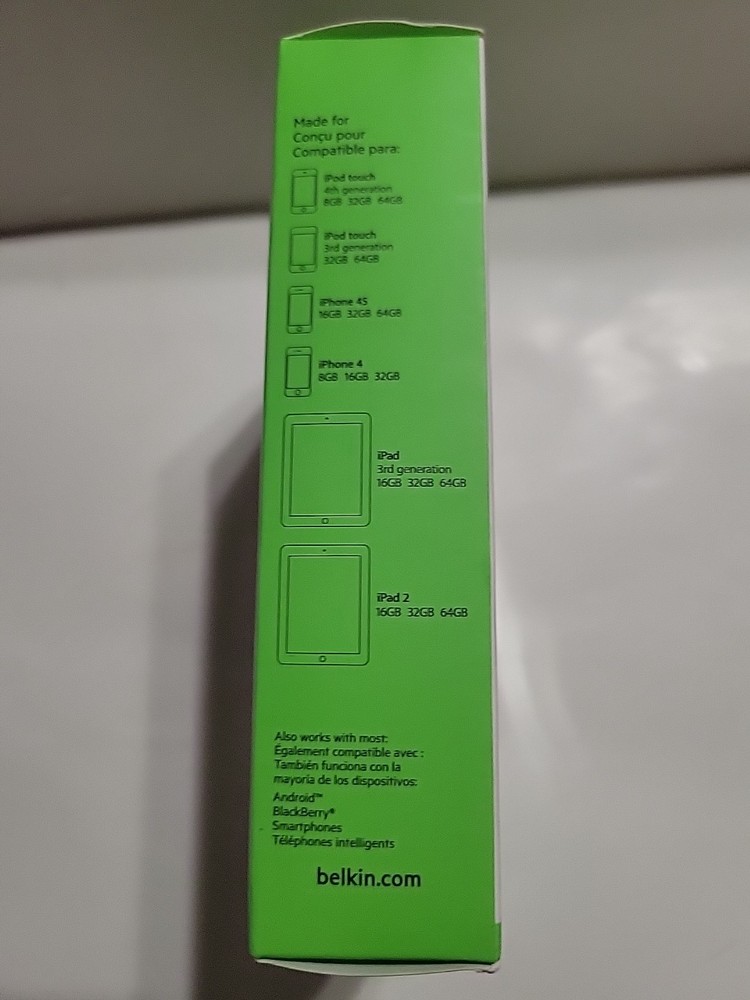 Made for
Conçu pour
Compatible para:
iPod touch
4th generation
8GB 32GB 64GB
iPod touch
3rd generation
32GB 64GB
iPhone 4S
16GB 32GB 64GB
iPhone 4
8GB 16GB 32GB
iPad
3rd generation
16GB 32GB 64GB
iPad 2
16GB 32GB 64GB
Also works with most:
Également compatible avec :
También funciona con la
mayoría de los dispositivos:
Android™
BlackBerry®
Smartphones
Téléphones intelligents
belkin.com